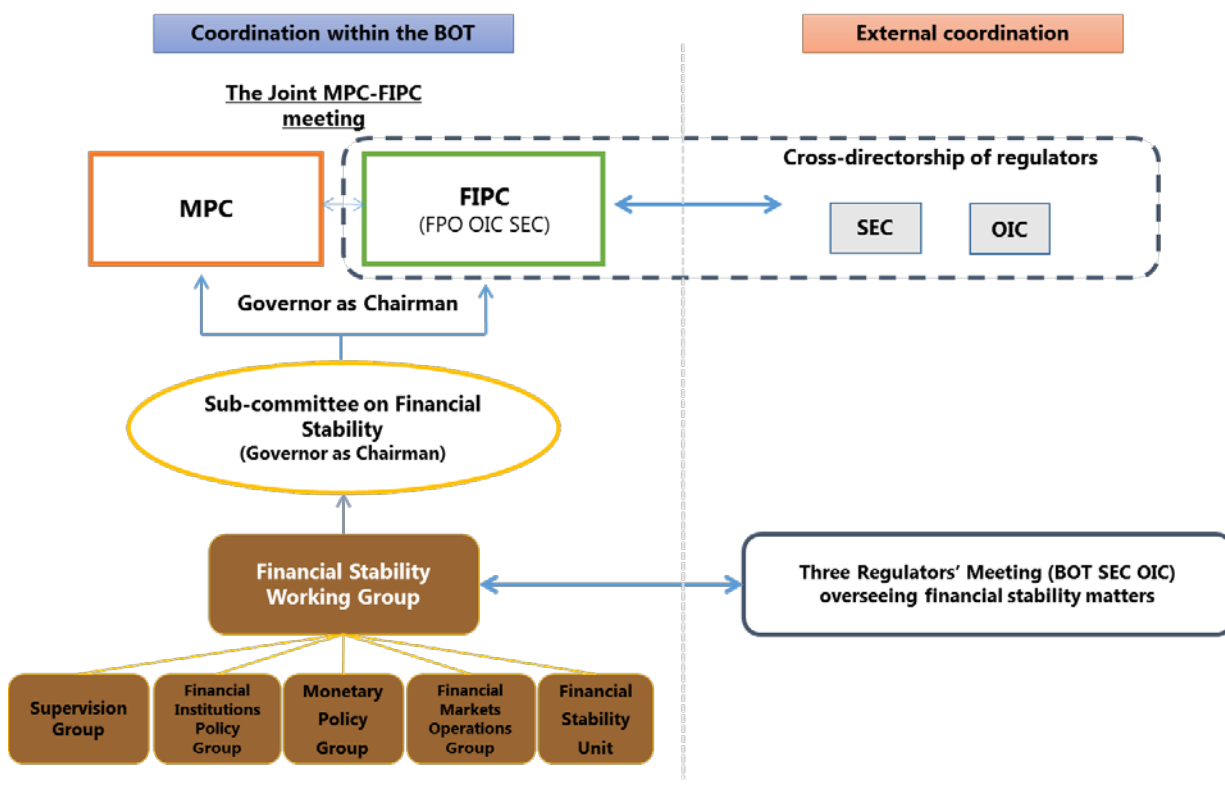 Coordination within the BOT
External coordination
The Joint MPC-FIPC
meeting
Cross-directorship of regulators
MPC
FIPC
(FPO OIC SEC)
SEC
OIC
Governor as Chairman
Sub-committee on Financial
Stability
(Governor as Chairman)
Financial Stability
Working Group
Three Regulators’ Meeting (BOT SEC OIC)
overseeing financial stability matters
Supervision
Group
Financial
Institutions
Policy
Group
Monetary
Policy
Group
Financial
Markets
Operations
Group
Financial
Stability
Unit